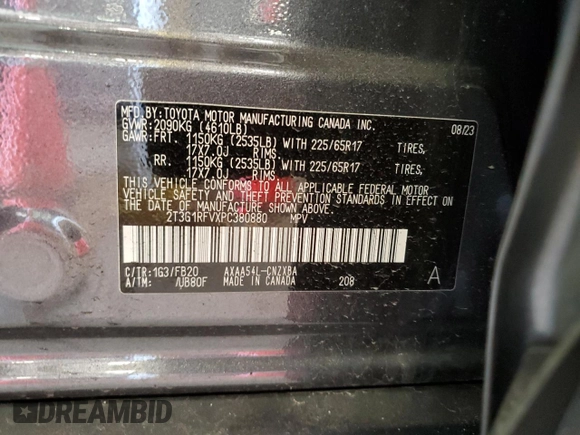 MFD.BY:TOYOTA MOTOR MANUFACTURING CANADA INC.
GVWR:2090KG (4610LB) 08/23
GAWR:FRT. 1150KG (2535LB) WITH 225/65R17 TIRES,
17X7.0J RIMS
RR. 1150KG (2535LB) WITH 225/65R17 TIRES,
17X7.0J RIMS
THIS VEHICLE CONFORMS TO ALL APPLICABLE FEDERAL MOTOR
VEHICLE SAFETY AND THEFT PREVENTION STANDARDS IN EFFECT ON
THE DATE OF MANUFACTURE SHOWN ABOVE.
2T3G1RFVXPC380880 MPV
C/TR:1G3/FB20 AXAA54L-CNZXBA
A/TM: /UB80F MADE IN CANADA 208 A
DREAMBID